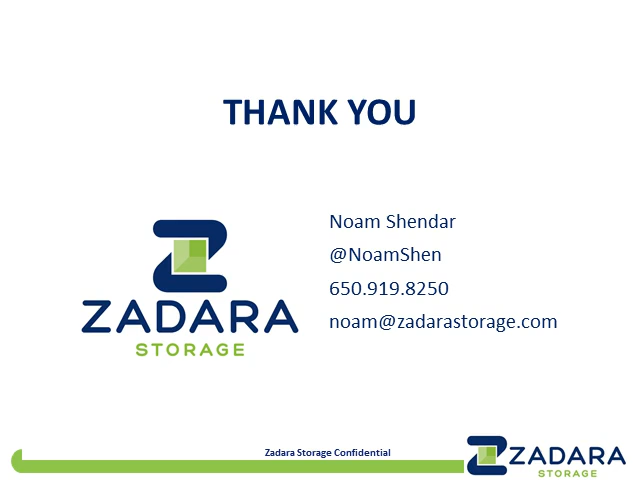 THANK YOU
Noam Shendar
@NoamShen
650.919.8250
noam@zadarastorage.com
ZADARA
STORAGE
Zadara Storage Confidential
ZADARA
STORAGE